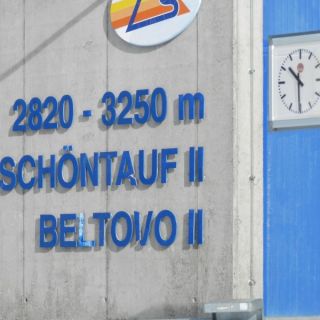 2820 - 3250 m
SCHÖNTAUF II
BELTOVO II